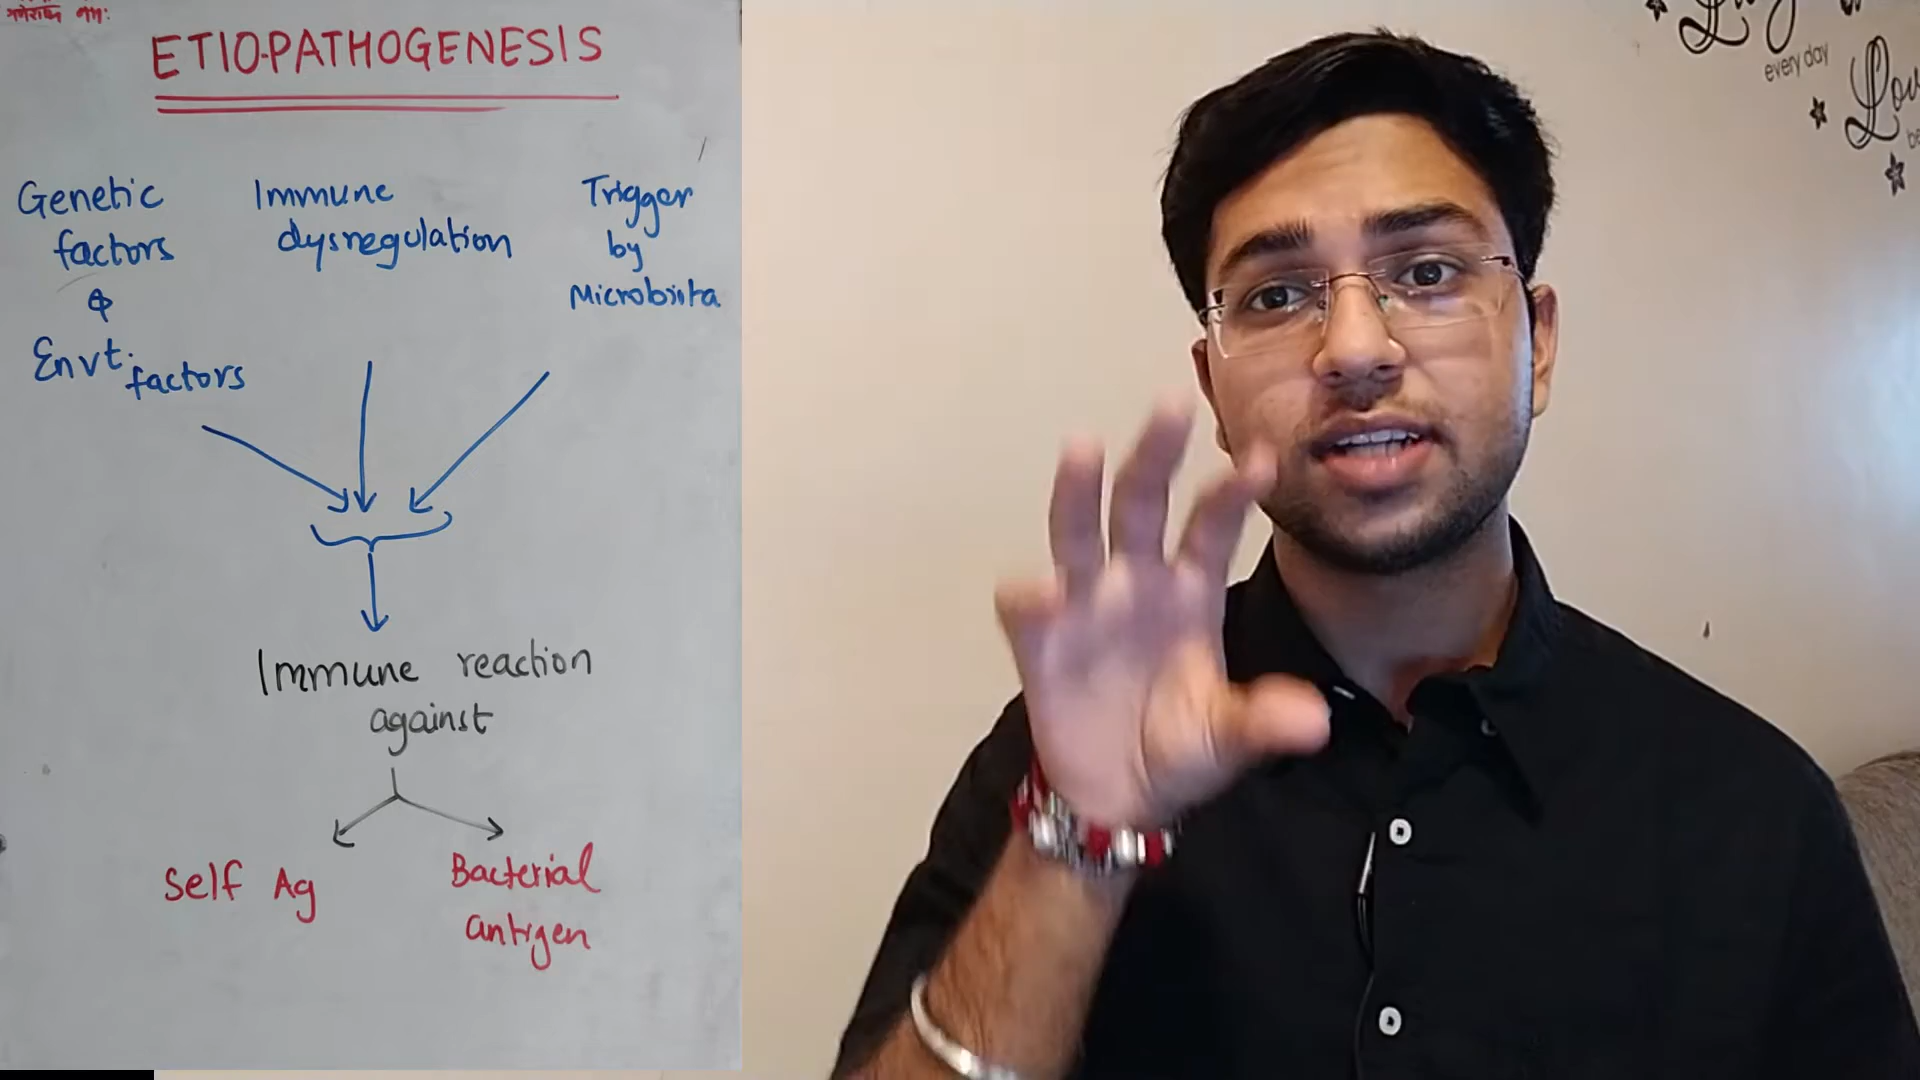 ETIOPATHOGENESIS
Genetic
factors
&
Envt. factors
Immune
dysregulation
Trigger
by
Microbiota
Immune reaction
against
Self Ag
Bacterial
antigen
every day